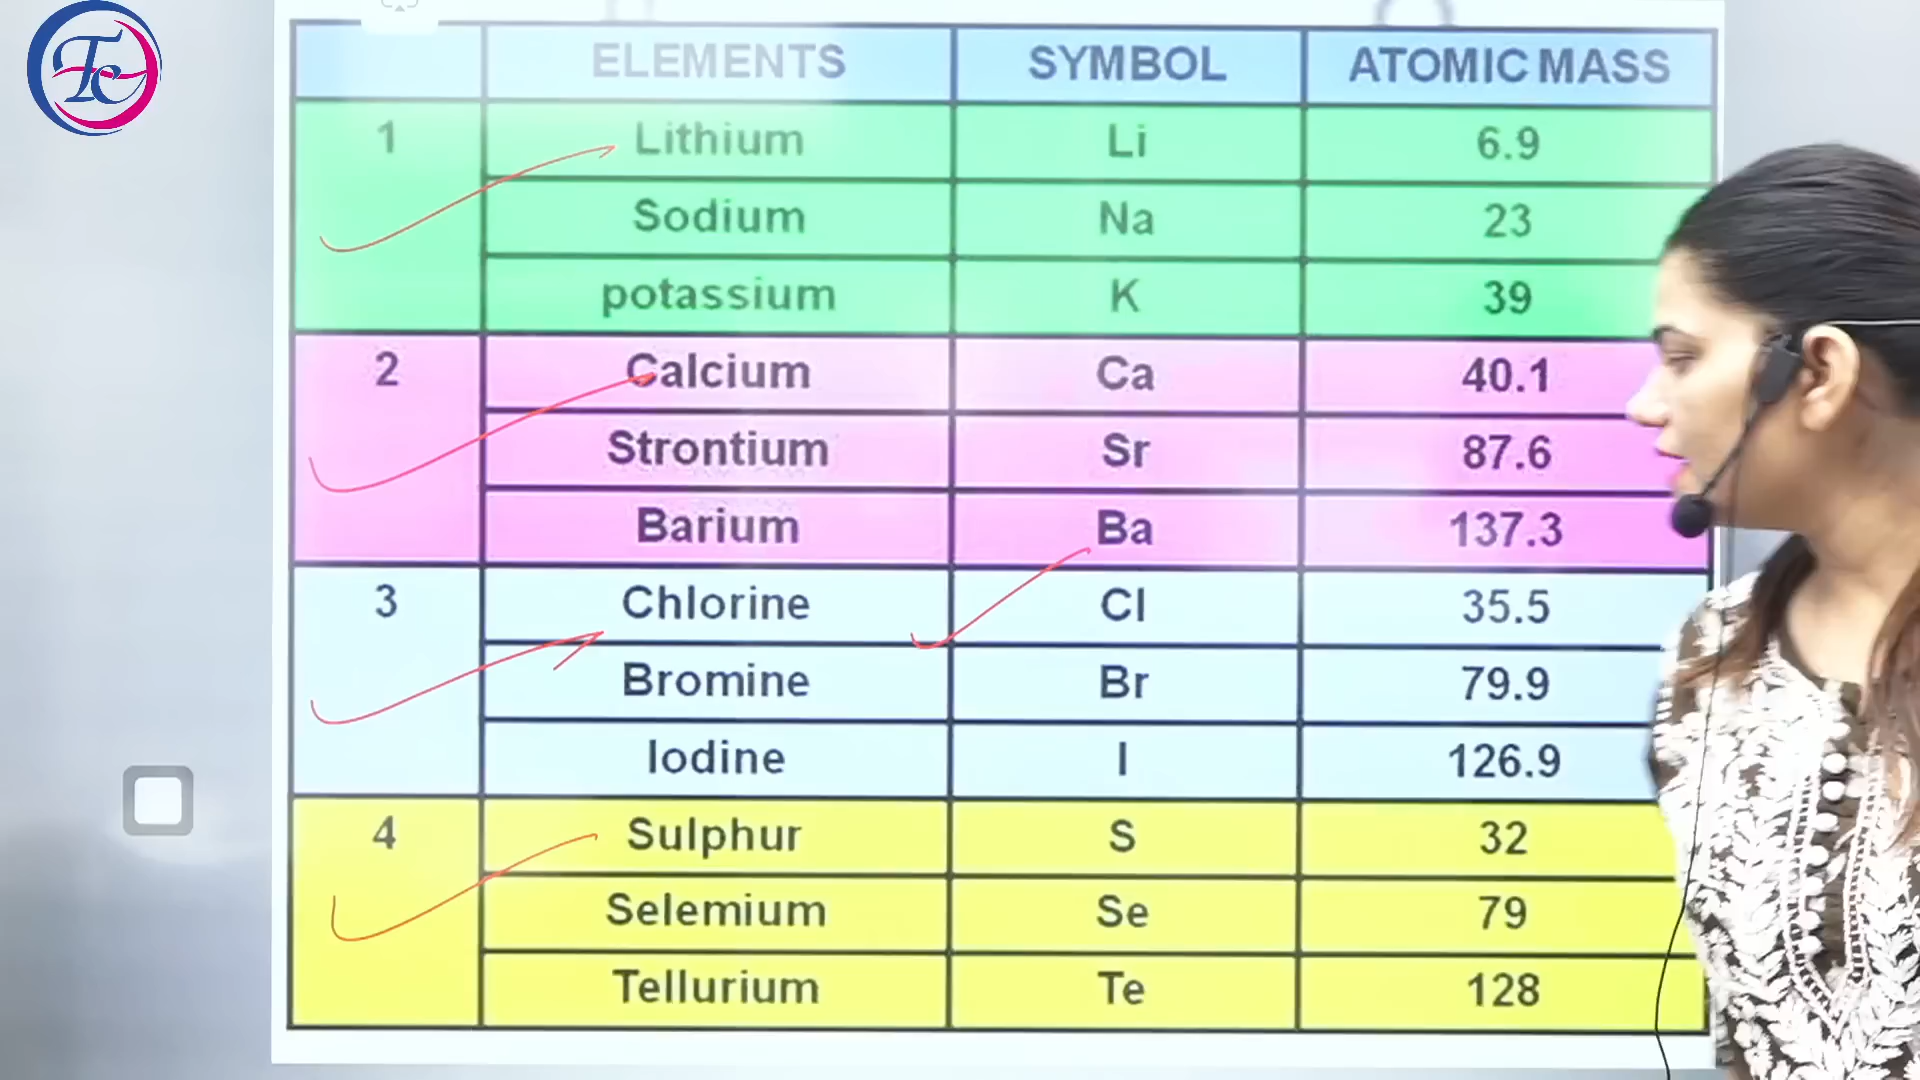 Tc
ELEMENTS SYMBOL ATOMIC MASS
1 Lithium Li 6.9
Sodium Na 23
potassium K 39
2 Calcium Ca 40.1
Strontium Sr 87.6
Barium Ba 137.3
3 Chlorine Cl 35.5
Bromine Br 79.9
Iodine I 126.9
4 Sulphur S 32
Selemium Se 79
Tellurium Te 128